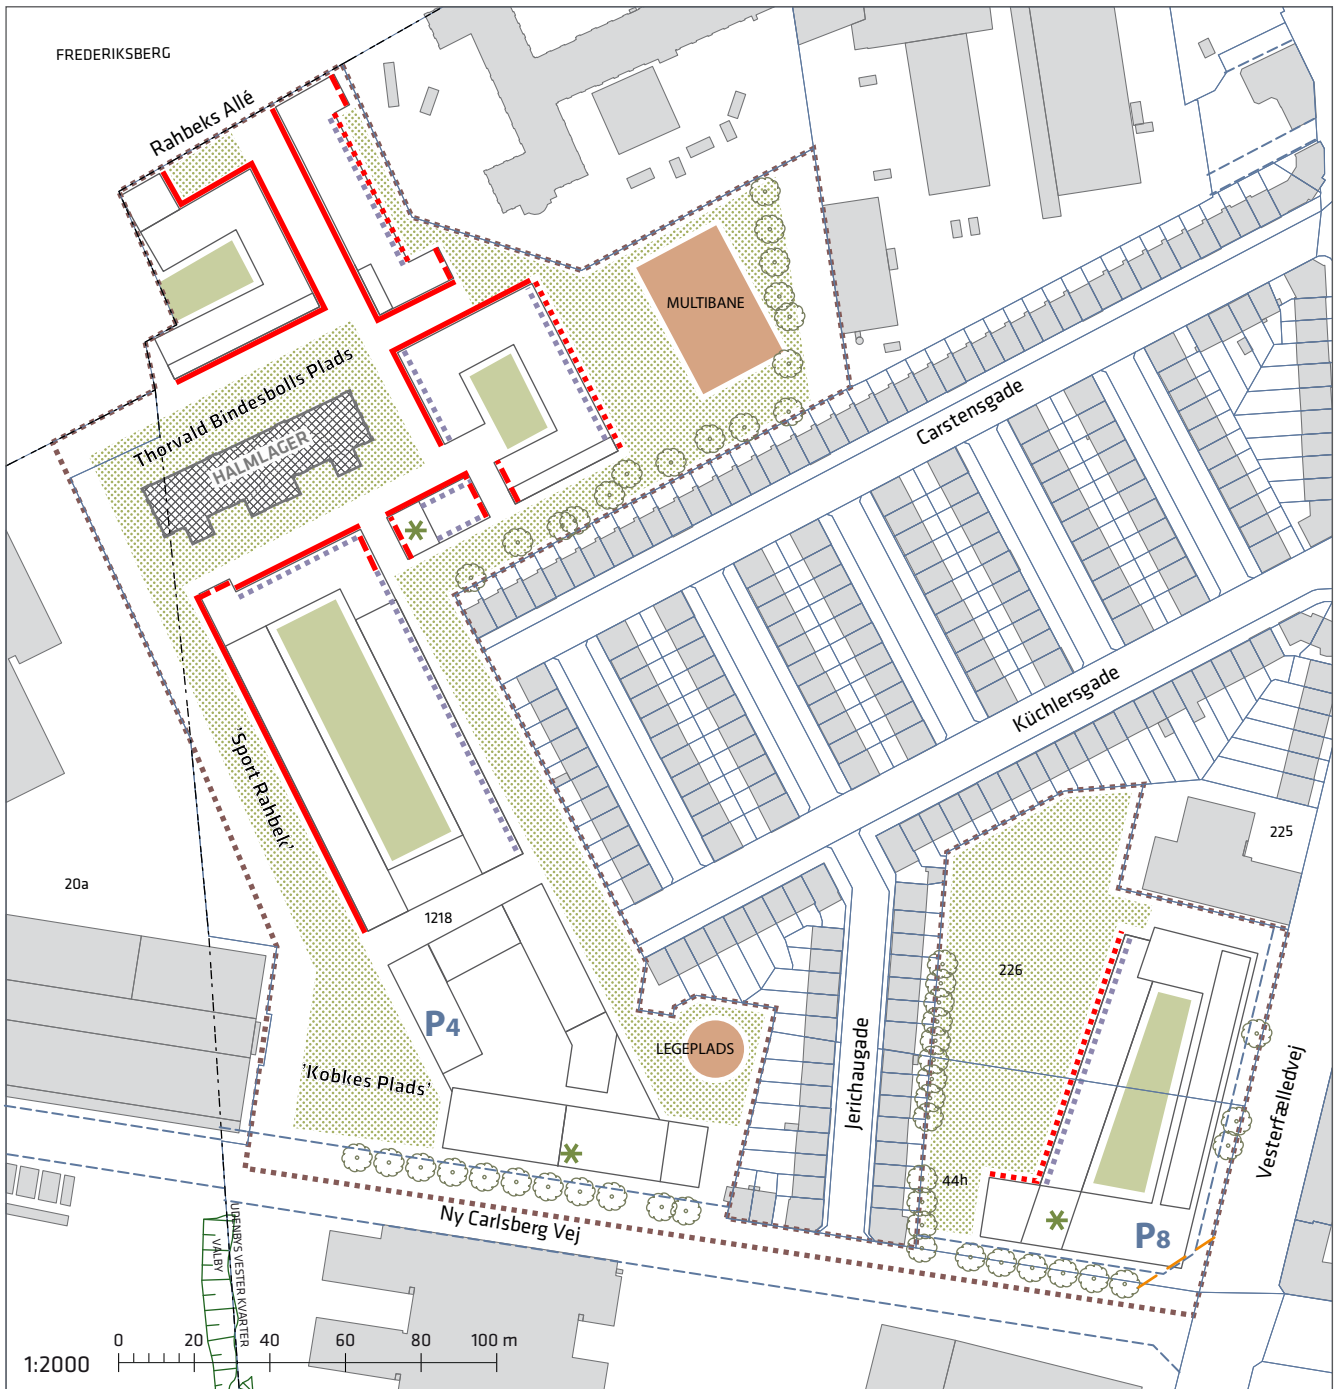 FREDERIKSBERG
Rahbeks Allé
MULTIBANE
Thorvald Bindesbølls Plads
HALMLAGER
Carstensgade
Küchlersgade
'Sport Rahbek'
225
20a
1218
226
P4
LEGEPLADS
Jerichaugade
'Kobkes Plads'
Vesterfælledvej
44h
P8
Ny Carlsberg Vej
UDENBYS VESTER KVARTER
VALBY
0 20 40 60 80 100 m
1:2000